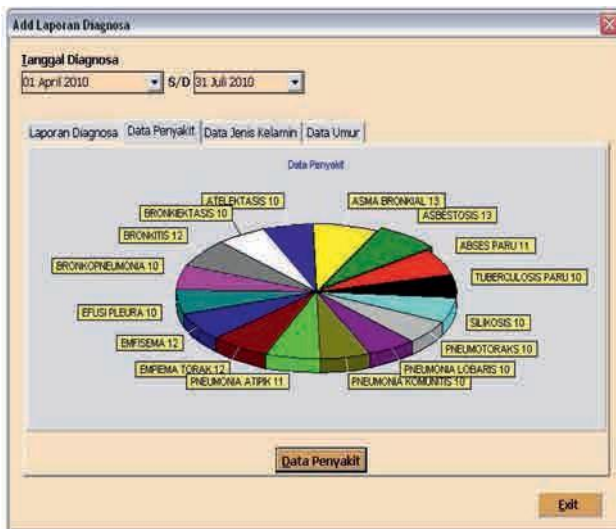 Add Laporan Diagnosa
Tanggal Diagnosa
01 April 2010 S/D 31 Juli 2010
Laporan Diagnosa Data Penyakit Data Jenis Kelamin Data Umur
Data Penyakit
ATELEKTASIS 10 ASMA BRONKIAL 13
BRONKIEKTASIS 10 ASBESTOSIS 13
BRONKITIS 12 ABSES PARU 11
BRONKOPNEUMONIA 10 TUBERCULOSIS PARU 10
EFUSI PLEURA 10 SILIKOSIS 10
EMFISEMA 12 PNEUMOTORAKS 10
EMPIEMA TORAK 12 PNEUMONIA LOBARIS 10
PNEUMONIA ATIPIK 11 PNEUMONIA KOMUNITIS 10
Data Penyakit
Exit